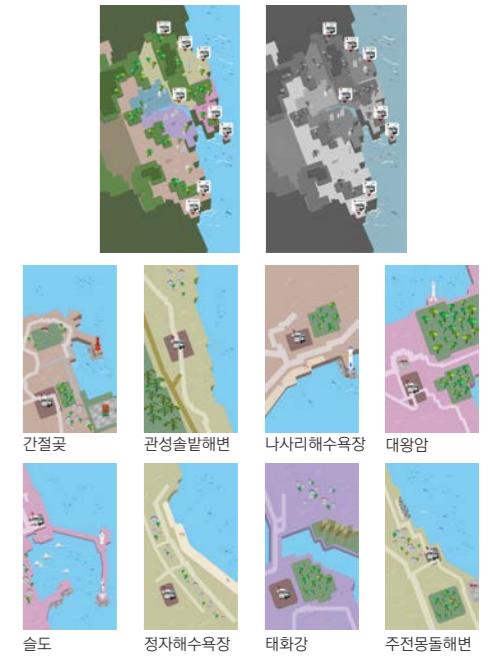 간절곶
관성솔밭해변
나사리해수욕장
대왕암
슬도
정자해수욕장
태화강
주전몽돌해변